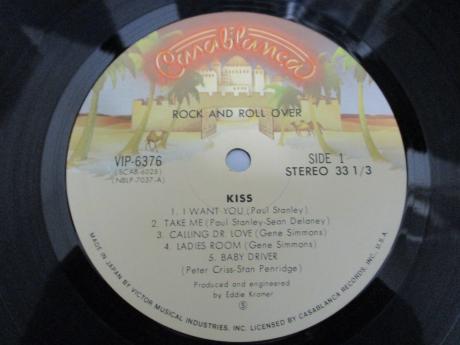 Casablanca
ROCK AND ROLL OVER
VIP-6376
(SCAB-6025)
(NBLP-7037-A)
SIDE 1
STEREO 33 1/3
KISS
1. I WANT YOU (Paul Stanley)
2. TAKE ME (Paul Stanley-Sean Delaney)
3. CALLING DR. LOVE (Gene Simmons)
4. LADIES ROOM (Gene Simmons)
5. BABY DRIVER
(Peter Criss-Stan Penridge)
Produced and engineered
by Eddie Kramer
Ⓢ
MADE IN JAPAN BY VICTOR MUSICAL INDUSTRIES, INC. LICENSED BY CASABLANCA RECORDS, INC., U.S.A.